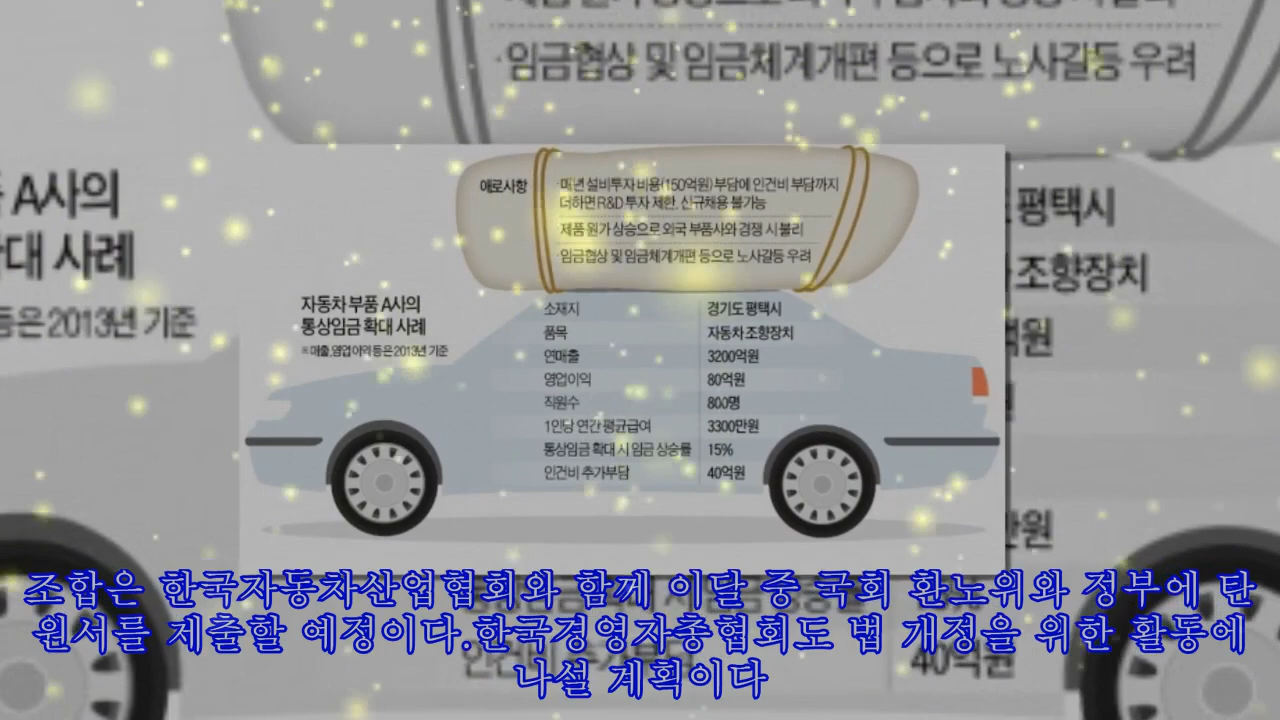 ·임금협상 및 임금체계개편 등으로 노사갈등 우려
A사의
대 사례
등은 2013년 기준
평택시
조향장치
억원
애로사항
·매년 설비투자 비용(150억원) 부담에 인건비 부담까지
더하면 R&D 투자 제한, 신규채용 불가능
·제품 원가 상승으로 외국 부품사와 경쟁 시 불리
·임금협상 및 임금체계개편 등으로 노사갈등 우려
자동차 부품 A사의
통상임금 확대 사례
※매출,영업이익 등은 2013년 기준
소재지 경기도 평택시
품목 자동차 조향장치
연매출 3200억원
영업이익 80억원
직원수 800명
1인당 연간 평균급여 3300만원
통상임금 확대 시 임금 상승률 15%
인건비 추가부담 40억원
만원
조합은 한국자동차산업협회와 함께 이달 중 국회 환노위와 정부에 탄
원서를 제출할 예정이다.한국경영자총협회도 법 개정을 위한 활동에
나설 계획이다
인건비 추가부 40억원